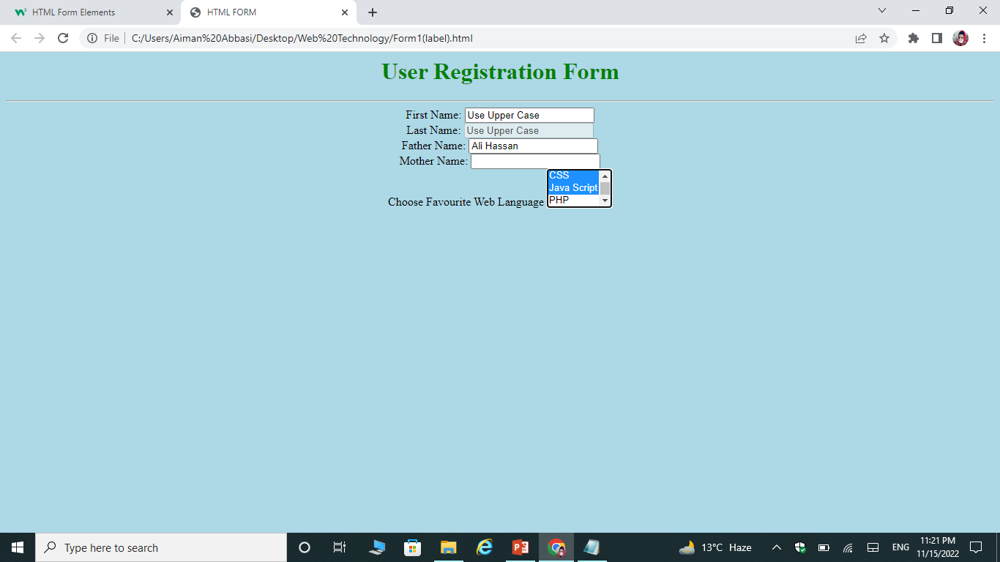 HTML Form Elements
HTML FORM
File
C:/Users/Aiman%20Abbasi/Desktop/Web%20Technology/Form1(label).html
User Registration Form
First Name: Use Upper Case
Last Name: Use Upper Case
Father Name: Ali Hassan
Mother Name:
CSS
Java Script
Choose Favourite Web Language PHP
Type here to search
13°C Haze
ENG
11:21 PM
11/15/2022